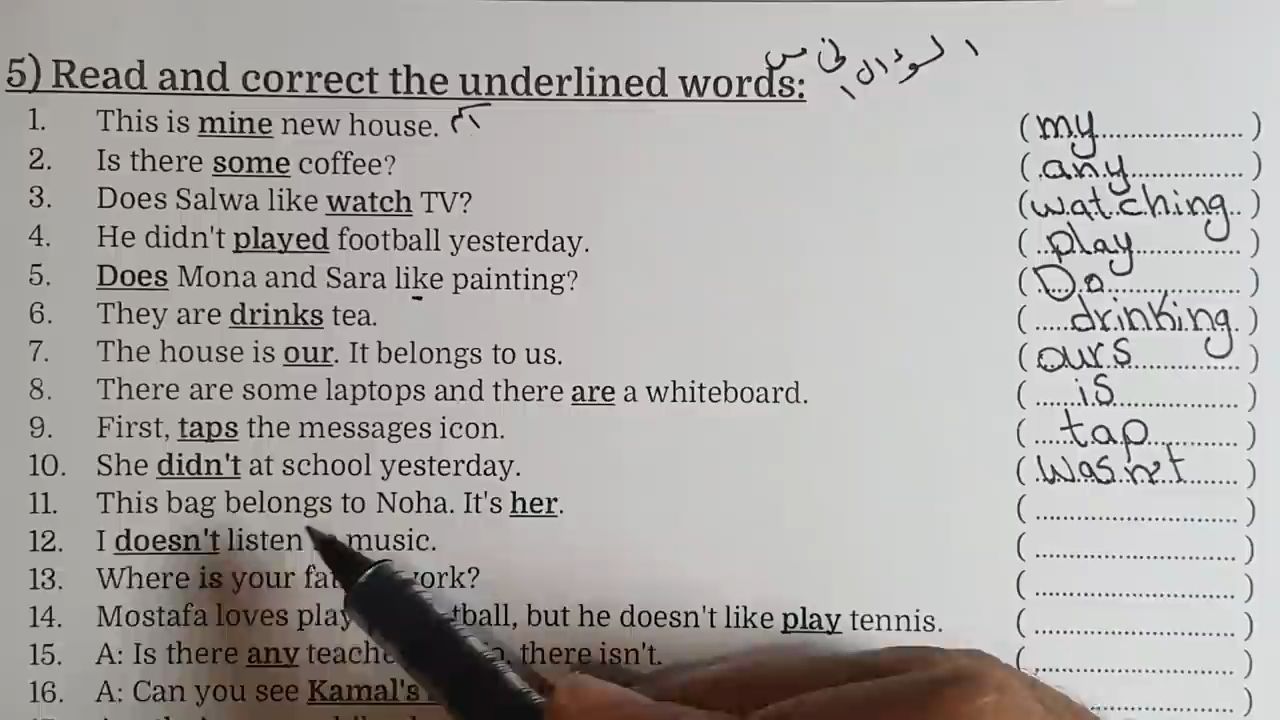 السؤال الخامس
5) Read and correct the underlined words:
1. This is mine new house. (my)
2. Is there some coffee? (any)
3. Does Salwa like watch TV? (watching)
4. He didn't played football yesterday. (play)
5. Does Mona and Sara like painting? (Do)
6. They are drinks tea. (drinking)
7. The house is our. It belongs to us. (ours)
8. There are some laptops and there are a whiteboard. (is)
9. First, taps the messages icon. (tap)
10. She didn't at school yesterday. (wasn't)
11. This bag belongs to Noha. It's her. ( )
12. I doesn't listen music. ( )
13. Where is your work? ( )
14. Mostafa loves but he doesn't like play tennis. ( )
15. A: Is there any there isn't. ( )
16. A: Can you see Kamal's